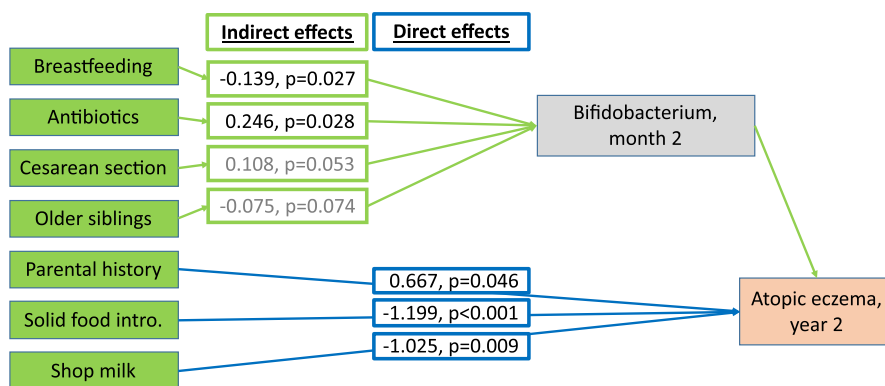 Indirect effects
Direct effects
Breastfeeding
-0.139, p=0.027
Antibiotics
0.246, p=0.028
Cesarean section
0.108, p=0.053
Older siblings
-0.075, p=0.074
Bifidobacterium,
month 2
Parental history
0.667, p=0.046
Solid food intro.
-1.199, p<0.001
Shop milk
-1.025, p=0.009
Atopic eczema,
year 2